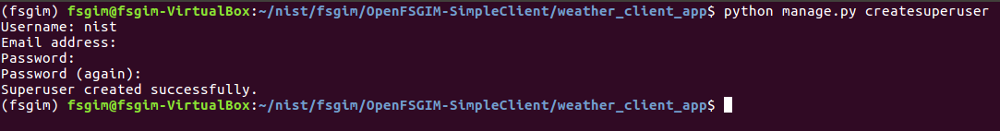 (fsgim) fsgim@fsgim-VirtualBox:~/nist/fsgim/OpenFSGIM-SimpleClient/weather_client_app$ python manage.py createsuperuser
Username: nist
Email address:
Password:
Password (again):
Superuser created successfully.
(fsgim) fsgim@fsgim-VirtualBox:~/nist/fsgim/OpenFSGIM-SimpleClient/weather_client_app$